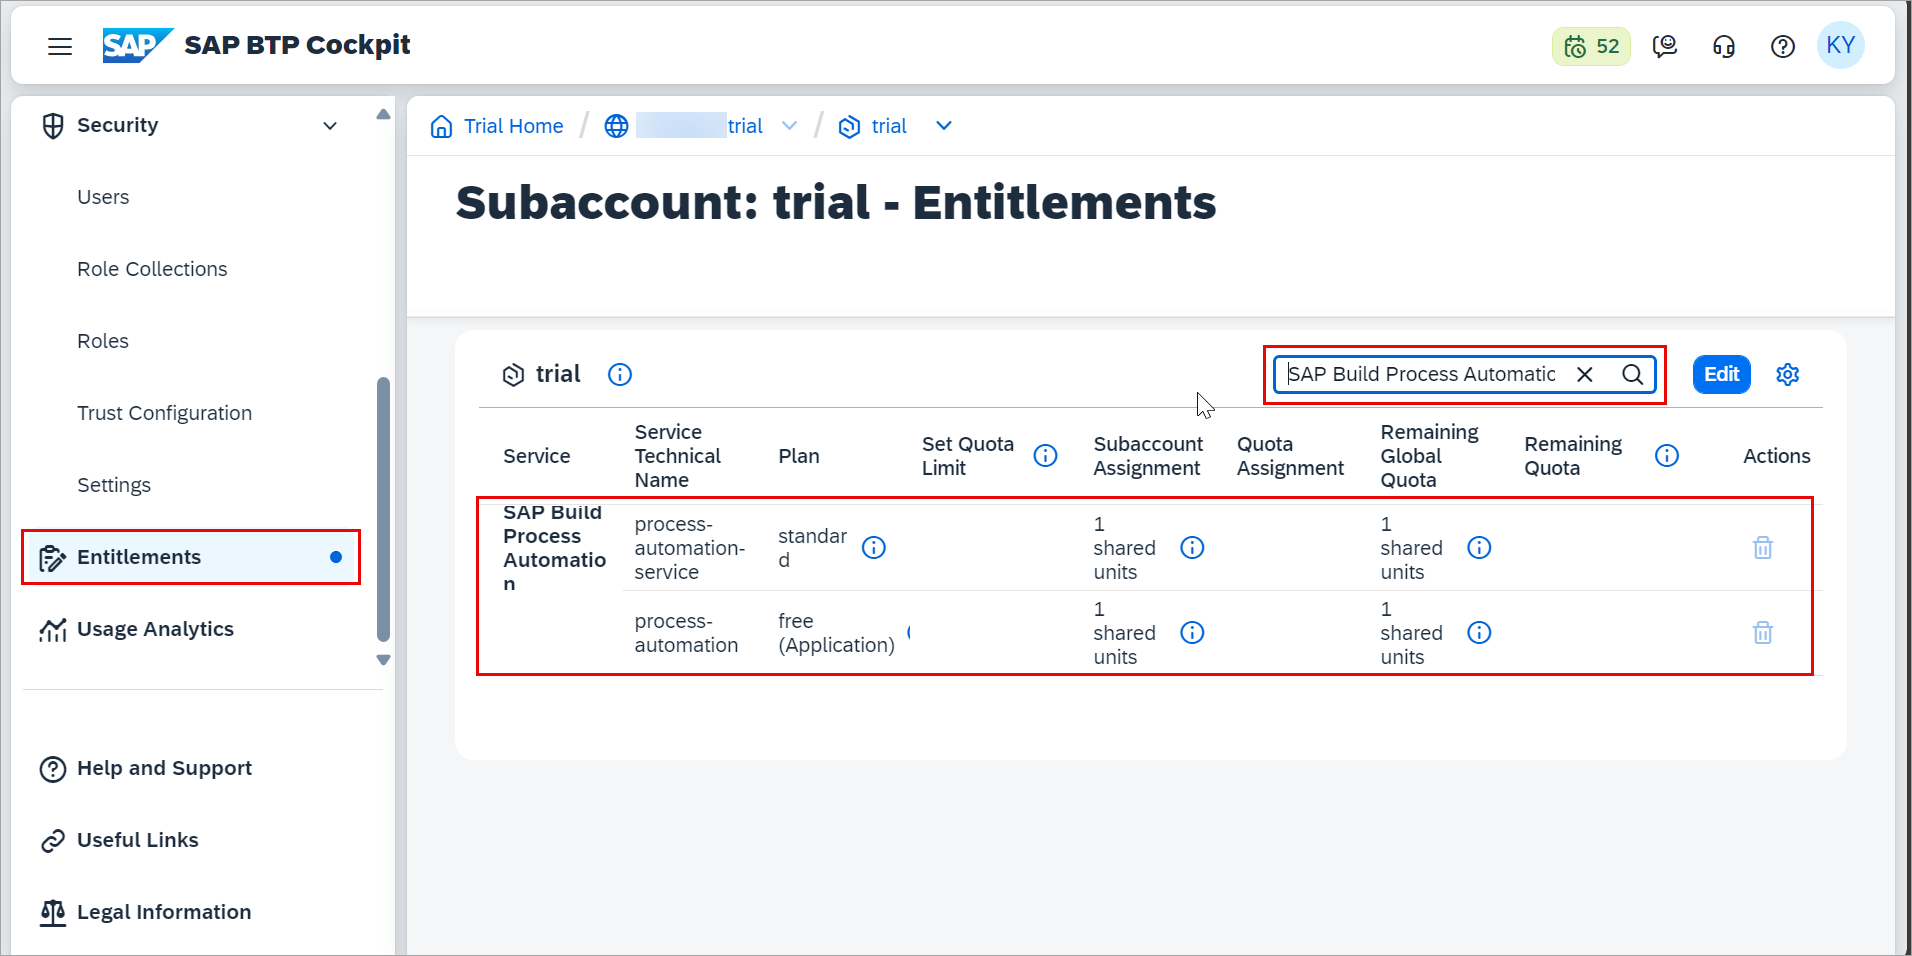 SAP SAP BTP Cockpit
52
KY
Security
Users
Role Collections
Roles
Trust Configuration
Settings
Entitlements
Usage Analytics
Help and Support
Useful Links
Legal Information
Trial Home / trial / trial
Subaccount: trial - Entitlements
trial
SAP Build Process Automatic
Edit
Service
Service
Technical
Name
Plan
Set Quota
Limit
Subaccount
Assignment
Quota
Assignment
Remaining
Global
Quota
Remaining
Quota
Actions
SAP Build
Process
Automatio
n
process-
automation-
service
standar
d
1
shared
units
1
shared
units
process-
automation
free
(Application)
1
shared
units
1
shared
units